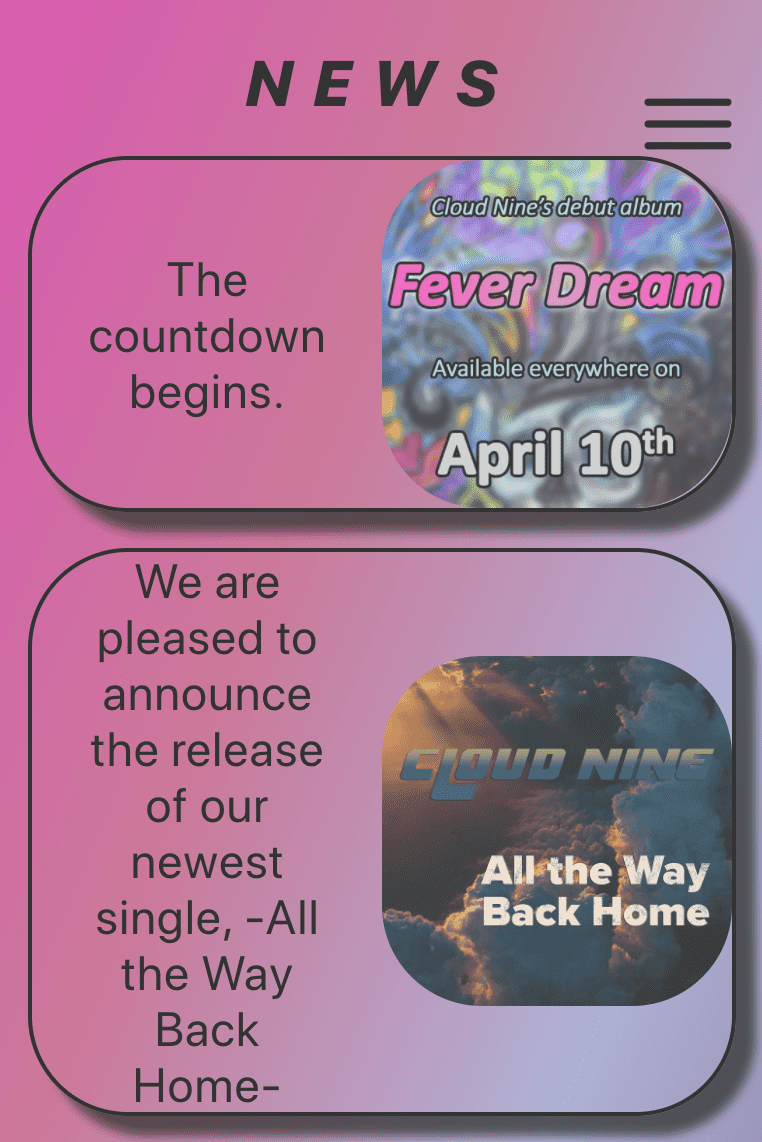 NEWS
The
countdown
begins.
Cloud Nine's debut album
Fever Dream
Available everywhere on
April 10th
We are
pleased to
announce
the release
of our
newest
single, -All
the Way
Back
Home-
CLOUD NINE
All the Way
Back Home